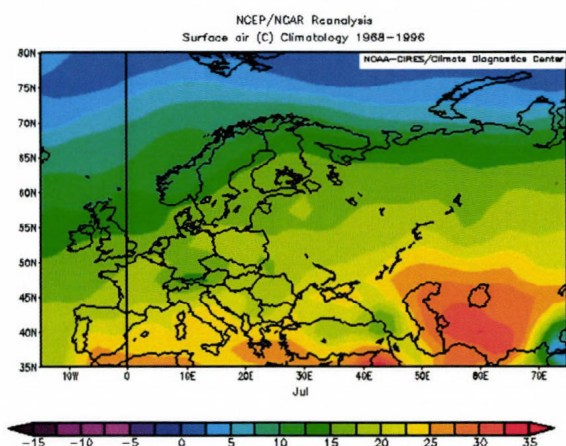 NCEP/NCAR Reanalysis
Surface air (C) Climatology 1968-1996
NOAA-CIRES/Climate Diagnostics Center
80N
75N
70N
65N
60N
55N
50N
45N
40N
35N
10W 0 10E 20E 30E 40E 50E 60E 70E
Jul
-15 -10 -5 0 5 10 15 20 25 30 35